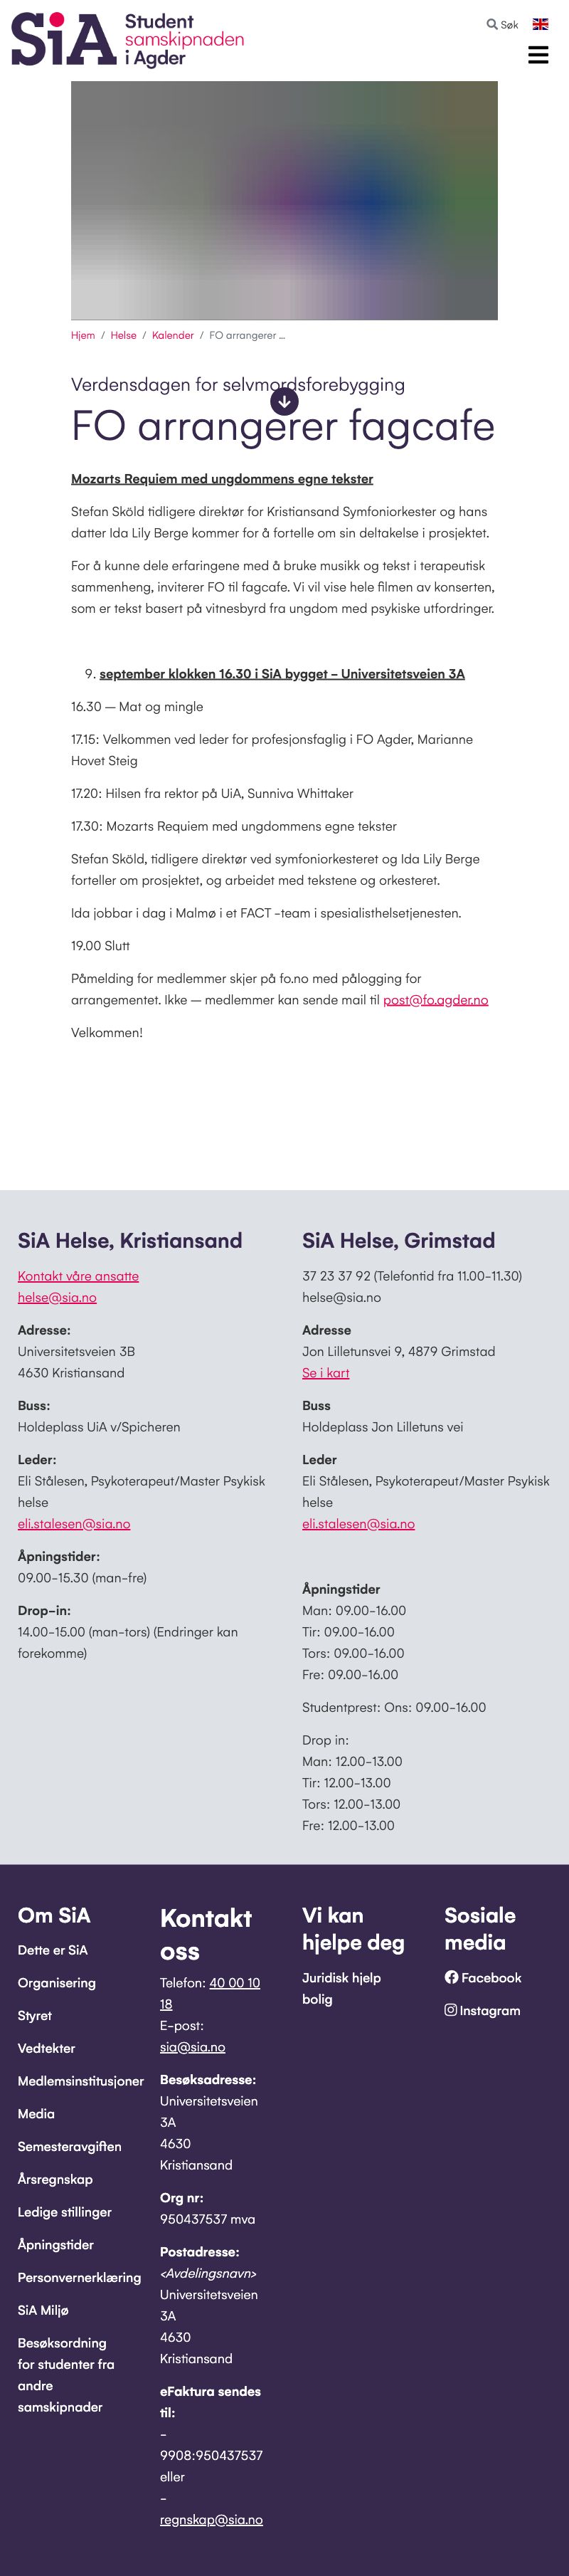 SiA Student
samskipnaden
i Agder
Søk
Hjem / Helse / Kalender / FO arrangerer ...
Verdensdagen for selvmordsforebygging
FO arrangerer fagcafe
Mozarts Requiem med ungdommens egne tekster
Stefan Sköld tidligere direktør for Kristiansand Symfoniorkester og hans
datter Ida Lily Berge kommer for å fortelle om sin deltakelse i prosjektet.
For å kunne dele erfaringene med å bruke musikk og tekst i terapeutisk
sammenheng, inviterer FO til fagcafe. Vi vil vise hele filmen av konserten,
som er tekst basert på vitnesbyrd fra ungdom med psykiske utfordringer.
9. september klokken 16.30 i SiA bygget - Universitetsveien 3A
16.30 — Mat og mingle
17.15: Velkommen ved leder for profesjonsfaglig i FO Agder, Marianne
Hovet Steig
17.20: Hilsen fra rektor på UiA, Sunniva Whittaker
17.30: Mozarts Requiem med ungdommens egne tekster
Stefan Sköld, tidligere direktør ved symfoniorkesteret og Ida Lily Berge
forteller om prosjektet, og arbeidet med tekstene og orkesteret.
Ida jobbar i dag i Malmø i et FACT -team i spesialisthelsetjenesten.
19.00 Slutt
Påmelding for medlemmer skjer på fo.no med pålogging for
arrangementet. Ikke — medlemmer kan sende mail til post@fo.agder.no
Velkommen!
SiA Helse, Kristiansand
Kontakt våre ansatte
helse@sia.no
Adresse:
Universitetsveien 3B
4630 Kristiansand
Buss:
Holdeplass UiA v/Spicheren
Leder:
Eli Stålesen, Psykoterapeut/Master Psykisk
helse
eli.stalesen@sia.no
Åpningstider:
09.00-15.30 (man-fre)
Drop-in:
14.00-15.00 (man-tors) (Endringer kan
forekomme)
SiA Helse, Grimstad
37 23 37 92 (Telefontid fra 11.00-11.30)
helse@sia.no
Adresse
Jon Lilletunsvei 9, 4879 Grimstad
Se i kart
Buss
Holdeplass Jon Lilletuns vei
Leder
Eli Stålesen, Psykoterapeut/Master Psykisk
helse
eli.stalesen@sia.no
Åpningstider
Man: 09.00-16.00
Tir: 09.00-16.00
Tors: 09.00-16.00
Fre: 09.00-16.00
Studentprest: Ons: 09.00-16.00
Drop in:
Man: 12.00-13.00
Tir: 12.00-13.00
Tors: 12.00-13.00
Fre: 12.00-13.00
Om SiA
Dette er SiA
Organisering
Styret
Vedtekter
Medlemsinstitusjoner
Media
Semesteravgiften
Årsregnskap
Ledige stillinger
Åpningstider
Personvernerklæring
SiA Miljø
Besøksordning
for studenter fra
andre
samskipnader
Kontakt
oss
Telefon: 40 00 10
18
E-post:
sia@sia.no
Besøksadresse:
Universitetsveien
3A
4630
Kristiansand
Org nr:
950437537 mva
Postadresse:
<Avdelingsnavn>
Universitetsveien
3A
4630
Kristiansand
eFaktura sendes
til:
-
9908:950437537
eller
-
regnskap@sia.no
Vi kan
hjelpe deg
Juridisk hjelp
bolig
Sosiale
media
Facebook
Instagram